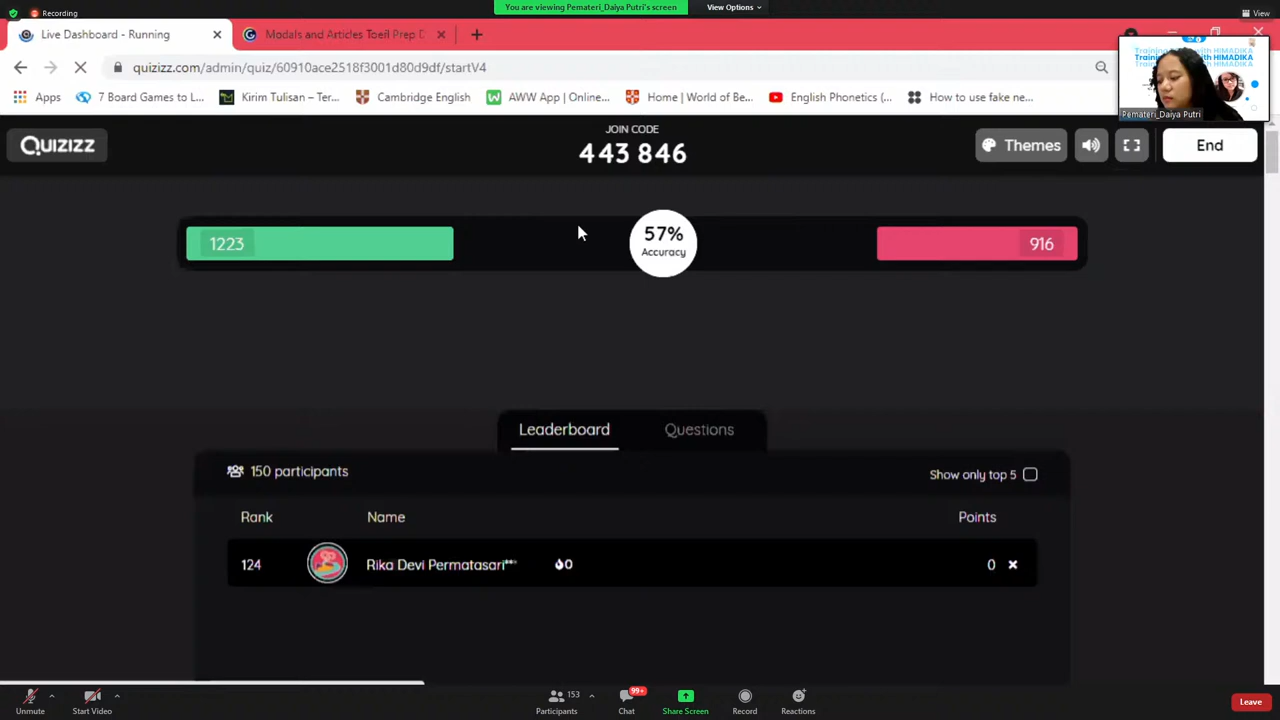 Recording
You are viewing Pemateri_Daiya Putri's screen
View Options
View
Live Dashboard - Running
Modals and Articles Toefl Prep
quizizz.com/admin/quiz/60910ace2518f3001d80d9df/startV4
Apps
7 Board Games to L...
Kirim Tulisan – Ter...
Cambridge English
AWW App | Online...
Home | World of Be...
English Phonetics (...
How to use fake ne...
Training with HIMADIKA
Pemateri_Daiya Putri
QUIZIZZ
JOIN CODE
443 846
Themes
End
1223
57%
Accuracy
916
Leaderboard
Questions
150 participants
Show only top 5
Rank
Name
Points
124
Rika Devi Permatasari
0
0
Unmute
Start Video
153
Participants
99+
Chat
Share Screen
Record
Reactions
Leave